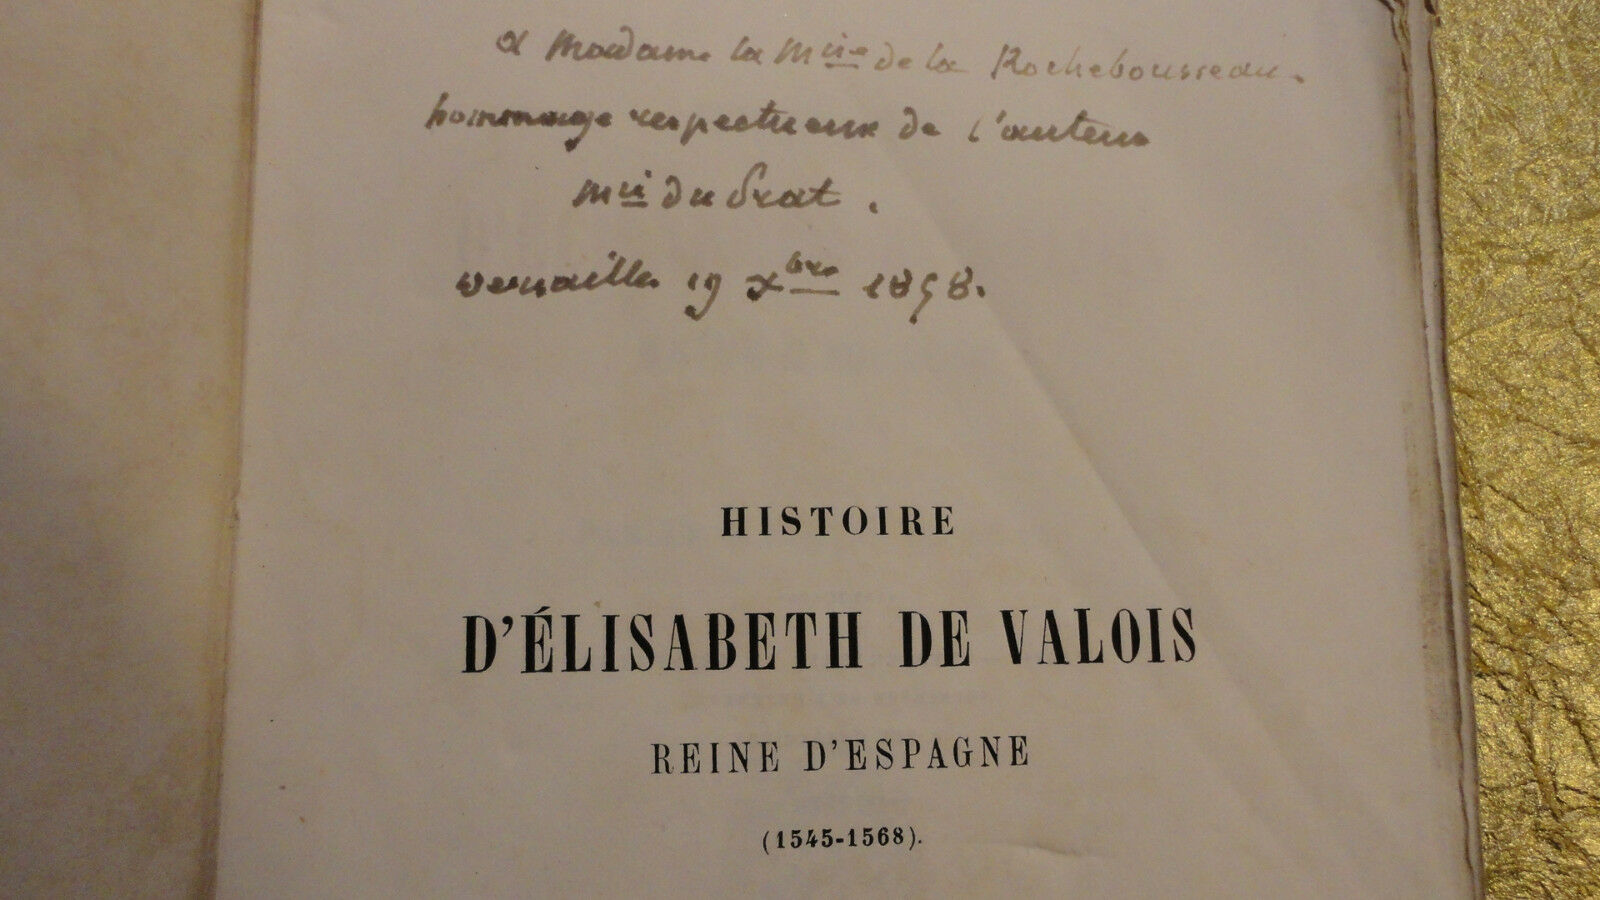 a Madame la Mise de la Rochebousseau.
hommage respectueux de l'auteur
Mis du Prat.
versailles 19 Xbre 1858.
HISTOIRE
D'ÉLISABETH DE VALOIS
REINE D'ESPAGNE
(1545-1568).